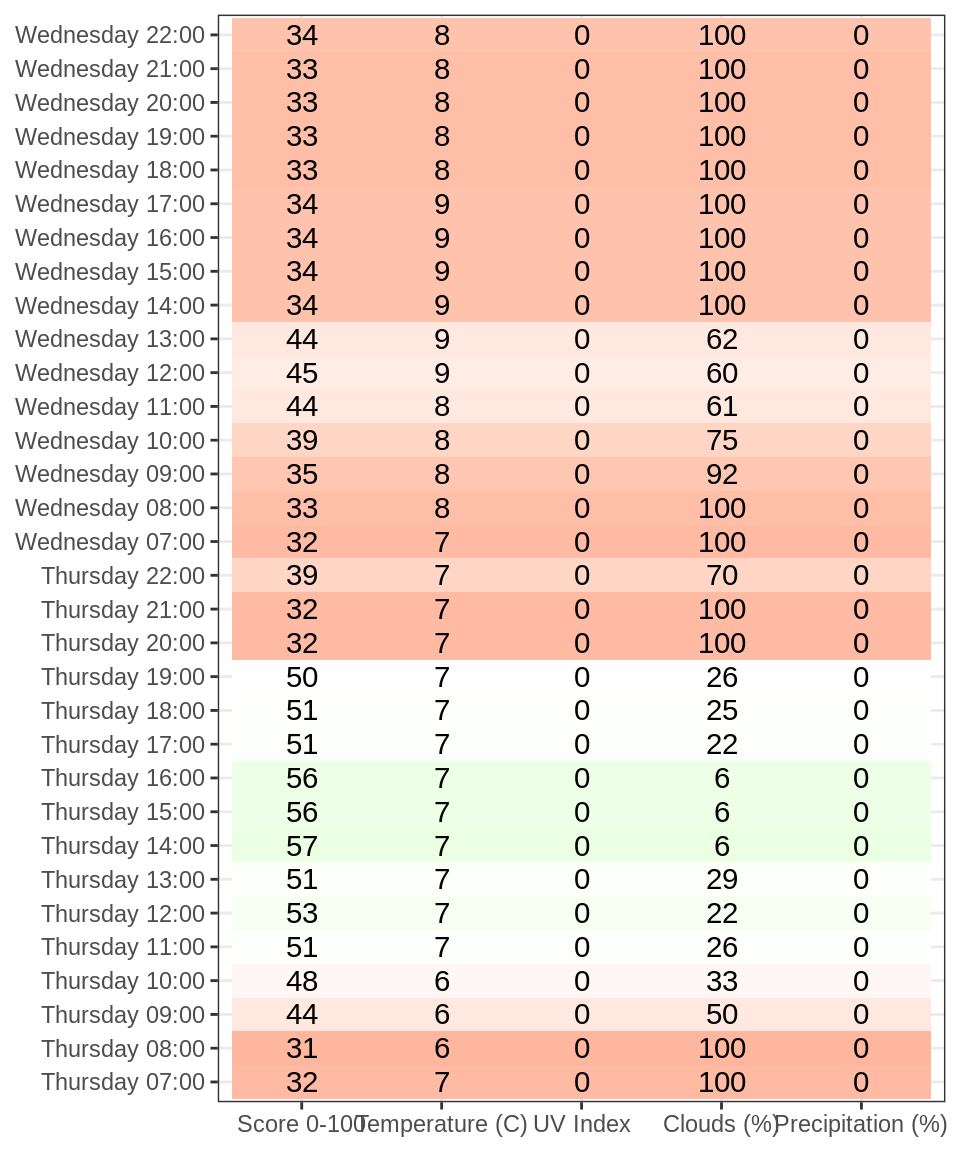 Wednesday 22:00 34 8 0 100 0
Wednesday 21:00 33 8 0 100 0
Wednesday 20:00 33 8 0 100 0
Wednesday 19:00 33 8 0 100 0
Wednesday 18:00 33 8 0 100 0
Wednesday 17:00 34 9 0 100 0
Wednesday 16:00 34 9 0 100 0
Wednesday 15:00 34 9 0 100 0
Wednesday 14:00 34 9 0 100 0
Wednesday 13:00 44 9 0 62 0
Wednesday 12:00 45 9 0 60 0
Wednesday 11:00 44 8 0 61 0
Wednesday 10:00 39 8 0 75 0
Wednesday 09:00 35 8 0 92 0
Wednesday 08:00 33 8 0 100 0
Wednesday 07:00 32 7 0 100 0
Thursday 22:00 39 7 0 70 0
Thursday 21:00 32 7 0 100 0
Thursday 20:00 32 7 0 100 0
Thursday 19:00 50 7 0 26 0
Thursday 18:00 51 7 0 25 0
Thursday 17:00 51 7 0 22 0
Thursday 16:00 56 7 0 6 0
Thursday 15:00 56 7 0 6 0
Thursday 14:00 57 7 0 6 0
Thursday 13:00 51 7 0 29 0
Thursday 12:00 53 7 0 22 0
Thursday 11:00 51 7 0 26 0
Thursday 10:00 48 6 0 33 0
Thursday 09:00 44 6 0 50 0
Thursday 08:00 31 6 0 100 0
Thursday 07:00 32 7 0 100 0
Score 0-100 Temperature (C) UV Index Clouds (%) Precipitation (%)